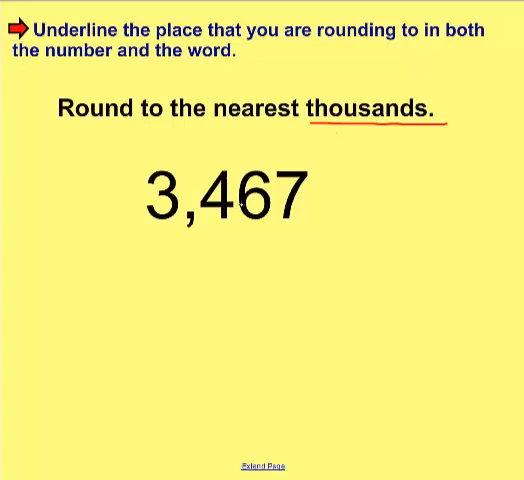 Underline the place that you are rounding to in both
the number and the word.
Round to the nearest thousands.
3,467
Extend Page